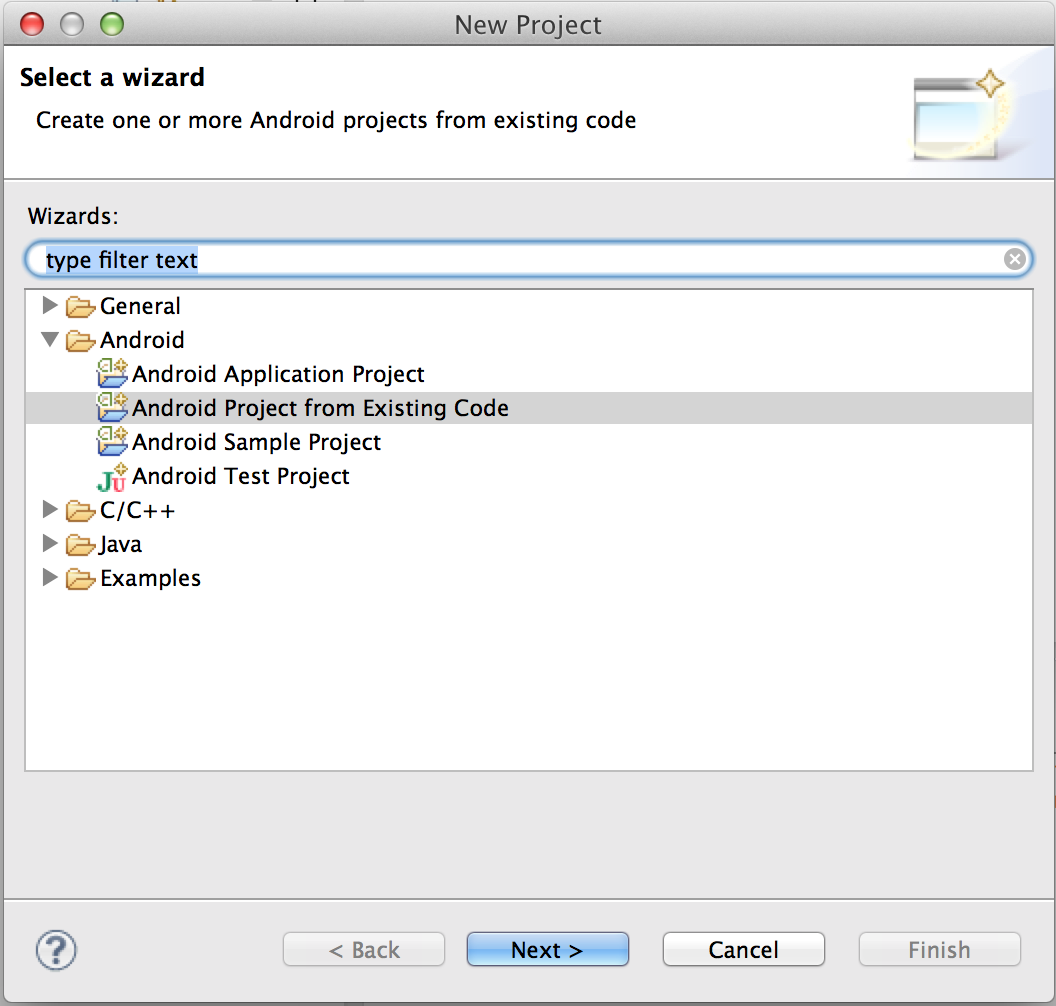 New Project
Select a wizard
Create one or more Android projects from existing code
Wizards:
type filter text
General
Android
Android Application Project
Android Project from Existing Code
Android Sample Project
Ju Android Test Project
C/C++
Java
Examples
? < Back Next > Cancel Finish